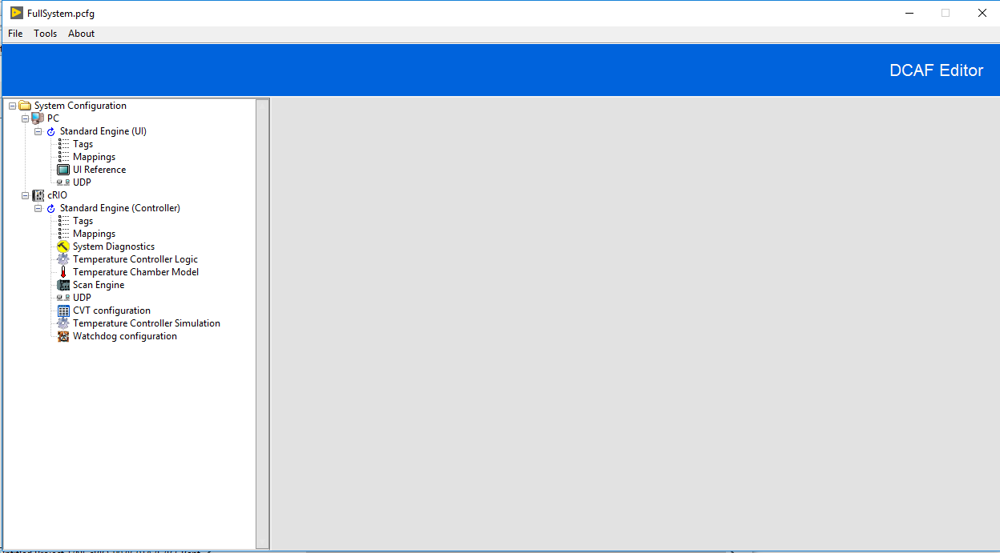 FullSystem.pcfg
File Tools About
DCAF Editor
System Configuration
PC
Standard Engine (UI)
Tags
Mappings
UI Reference
UDP
cRIO
Standard Engine (Controller)
Tags
Mappings
System Diagnostics
Temperature Controller Logic
Temperature Chamber Model
Scan Engine
UDP
CVT configuration
Temperature Controller Simulation
Watchdog configuration